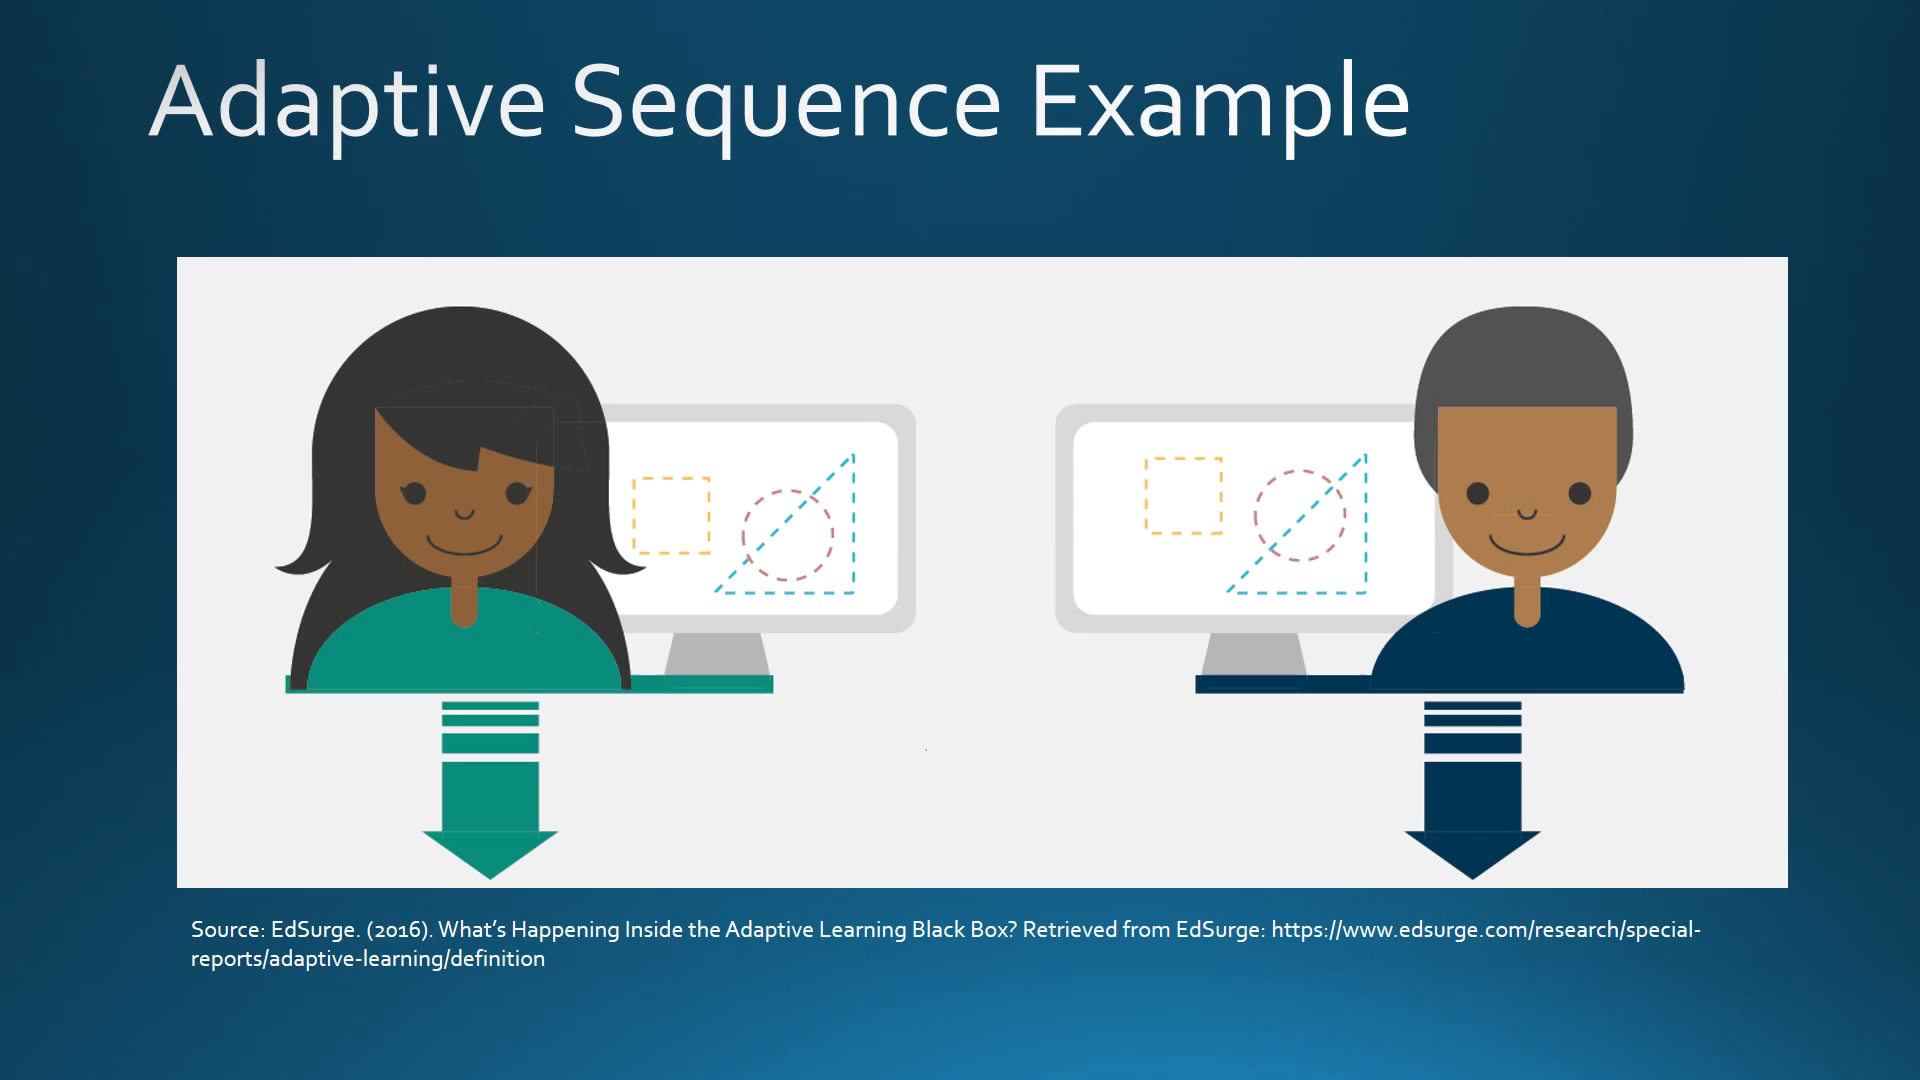 Adaptive Sequence Example
Source: EdSurge. (2016). What’s Happening Inside the Adaptive Learning Black Box? Retrieved from EdSurge: https://www.edsurge.com/research/special-
reports/adaptive-learning/definition